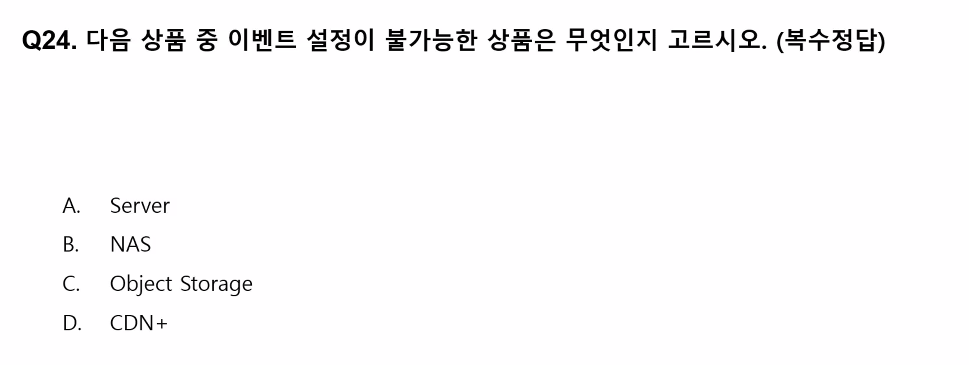 Q24. 다음 상품 중 이벤트 설정이 불가능한 상품은 무엇인지 고르시오. (복수정답)
A. Server
B. NAS
C. Object Storage
D. CDN+